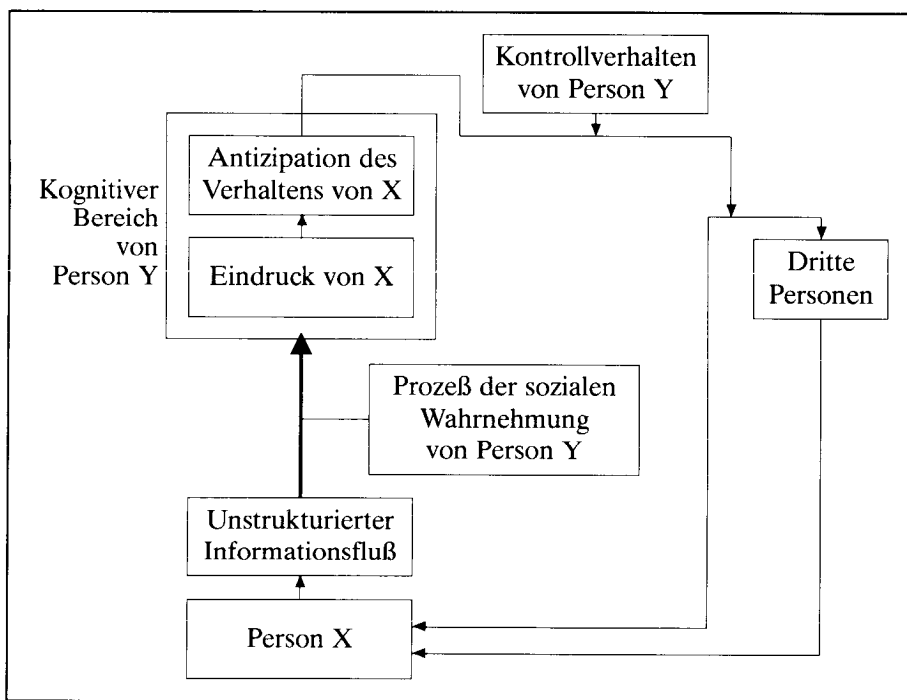 Kontrollverhalten
von Person Y
Antizipation des
Verhaltens von X
Kognitiver
Bereich
von
Person Y
Eindruck von X
Dritte
Personen
Prozeß der sozialen
Wahrnehmung
von Person Y
Unstrukturierter
Informationsfluß
Person X